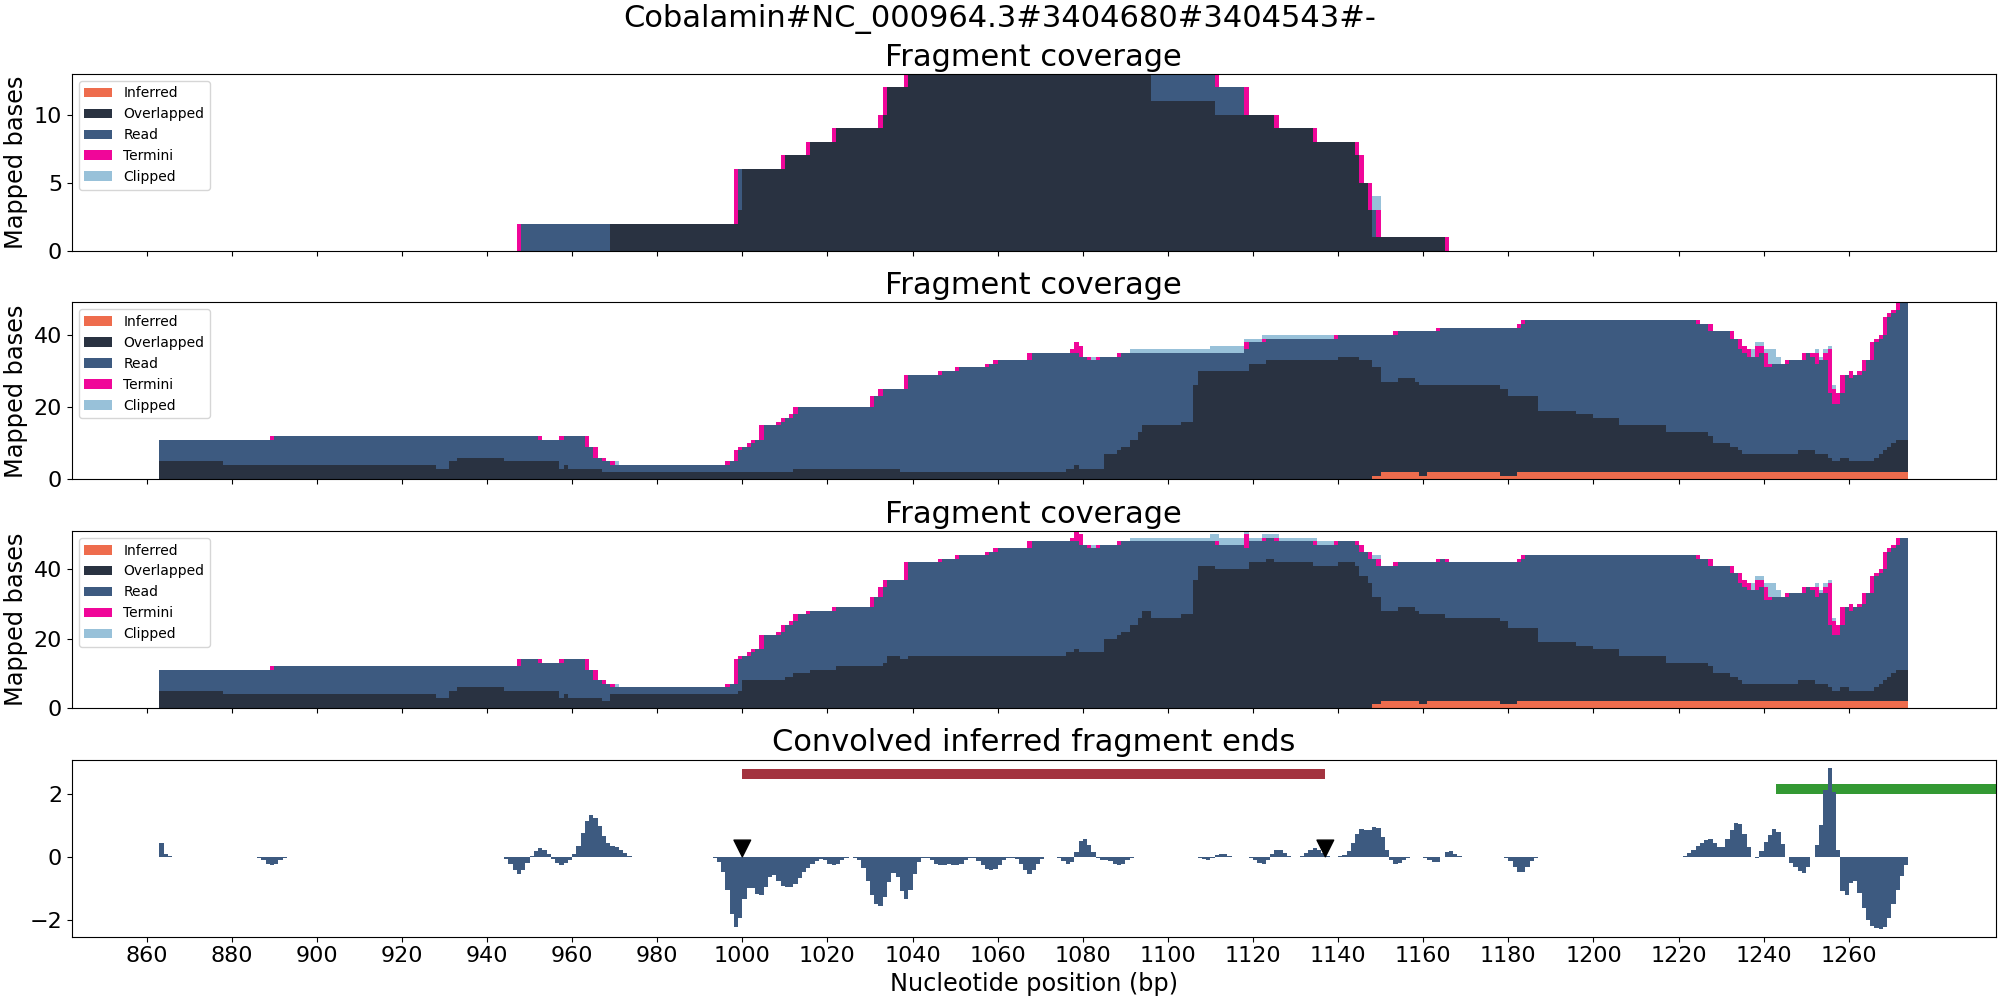 Cobalamin#NC_000964.3#3404680#3404543#-
Fragment coverage
Mapped bases
10
5
0
Inferred
Overlapped
Read
Termini
Clipped
Fragment coverage
Mapped bases
40
20
0
Inferred
Overlapped
Read
Termini
Clipped
Fragment coverage
Mapped bases
40
20
0
Inferred
Overlapped
Read
Termini
Clipped
Convolved inferred fragment ends
2
0
−2
860 880 900 920 940 960 980 1000 1020 1040 1060 1080 1100 1120 1140 1160 1180 1200 1220 1240 1260
Nucleotide position (bp)